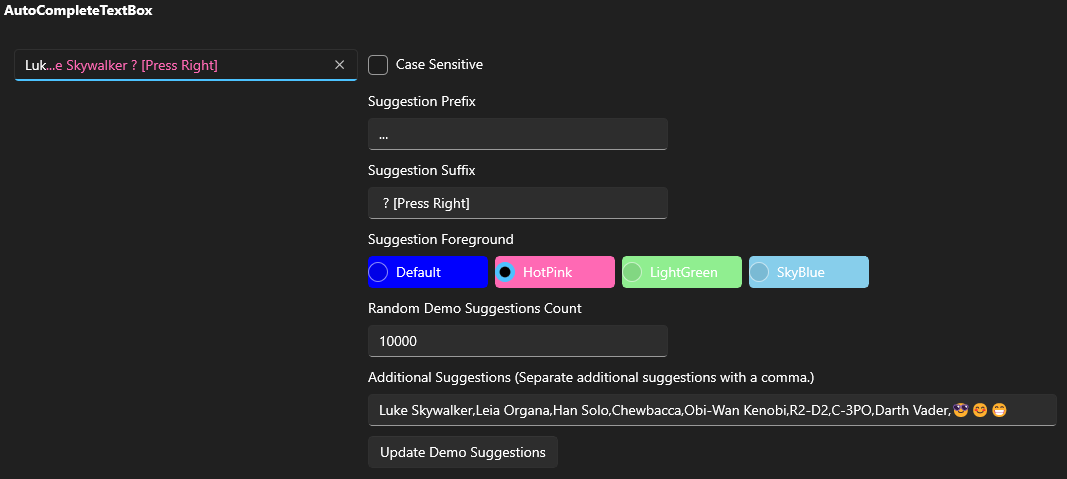 AutoCompleteTextBox
Luk...e Skywalker ? [Press Right]
Case Sensitive
Suggestion Prefix
...
Suggestion Suffix
? [Press Right]
Suggestion Foreground
Default HotPink LightGreen SkyBlue
Random Demo Suggestions Count
10000
Additional Suggestions (Separate additional suggestions with a comma.)
Luke Skywalker,Leia Organa,Han Solo,Chewbacca,Obi-Wan Kenobi,R2-D2,C-3PO,Darth Vader,😎😊😁
Update Demo Suggestions